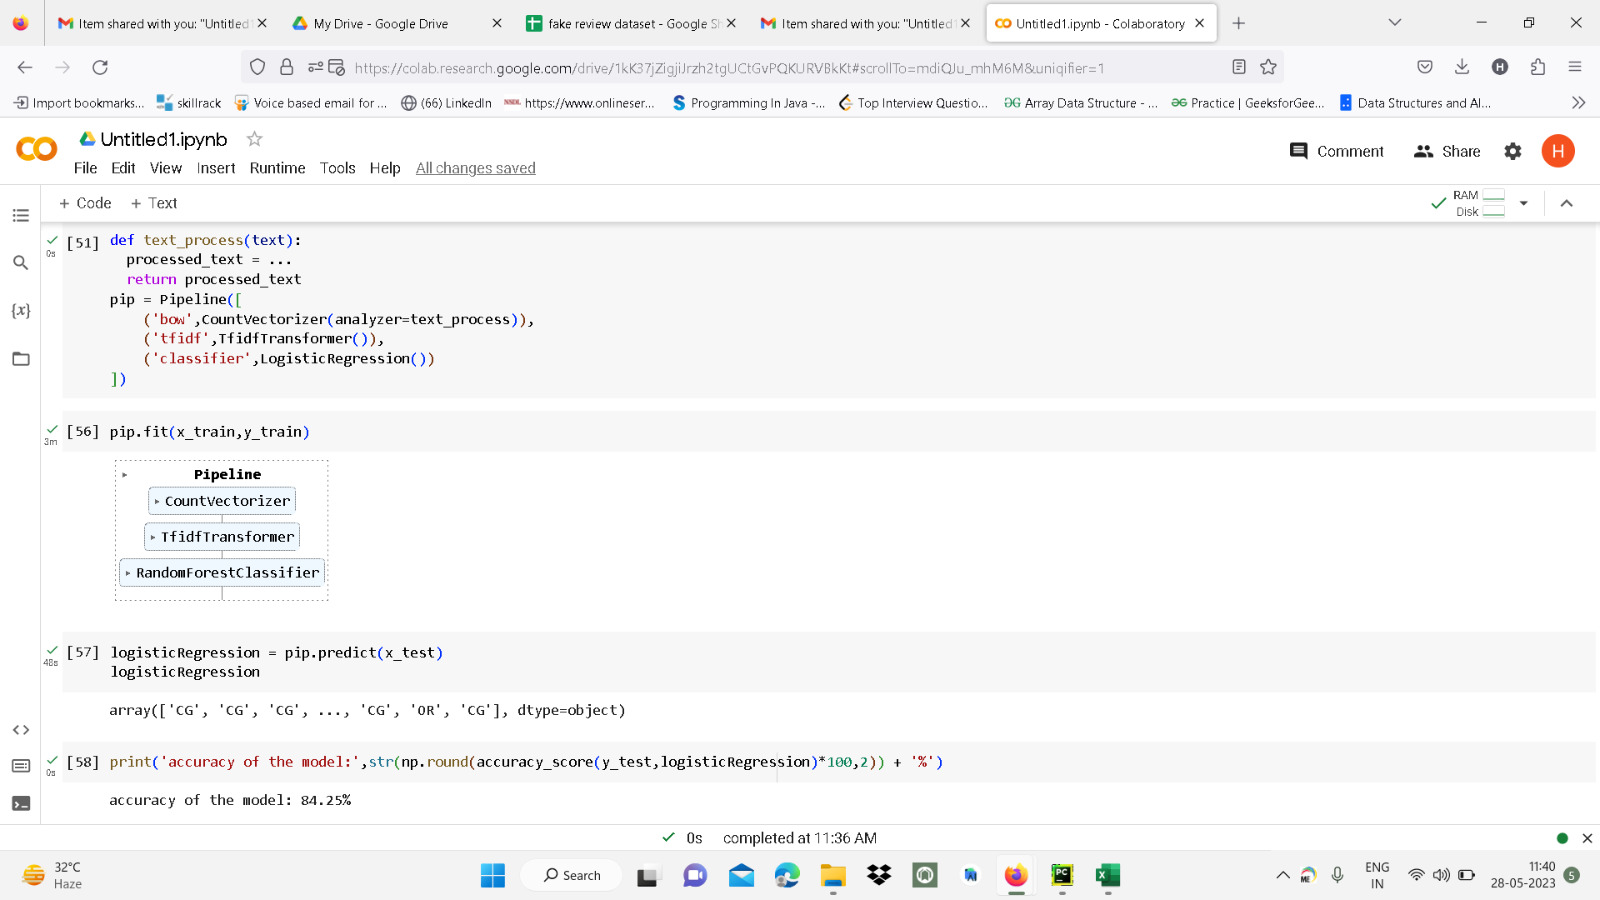 Item shared with you: "Untitled
My Drive - Google Drive
fake review dataset - Google Sh
Item shared with you: "Untitled
Untitled1.ipynb - Colaboratory
https://colab.research.google.com/drive/1kK37jZigjiJrzh2tgUCtGvPQKURVBkKt#scrollTo=mdiQJu_mhM6M&uniqifier=1
H
Import bookmarks...
skillrack
Voice based email for ...
(66) LinkedIn
https://www.onlineser...
Programming In Java -...
Top Interview Questio...
Array Data Structure - ...
Practice | GeeksforGee...
Data Structures and Al...
Untitled1.ipynb
Comment
Share
H
File Edit View Insert Runtime Tools Help All changes saved
+ Code + Text
RAM
Disk
[51] def text_process(text):
0s
processed_text = ...
return processed_text
pip = Pipeline([
('bow',CountVectorizer(analyzer=text_process)),
('tfidf',TfidfTransformer()),
('classifier',LogisticRegression())
])
{x}
[56] pip.fit(x_train,y_train)
3m
Pipeline
CountVectorizer
TfidfTransformer
RandomForestClassifier
[57] logisticRegression = pip.predict(x_test)
48s
logisticRegression
array(['CG', 'CG', 'CG', ..., 'CG', 'OR', 'CG'], dtype=object)
[58] print('accuracy of the model:',str(np.round(accuracy_score(y_test,logisticRegression)*100,2)) + '%')
0s
accuracy of the model: 84.25%
0s completed at 11:36 AM
32°C
Haze
Search
PC
ENG
IN
11:40
28-05-2023
5